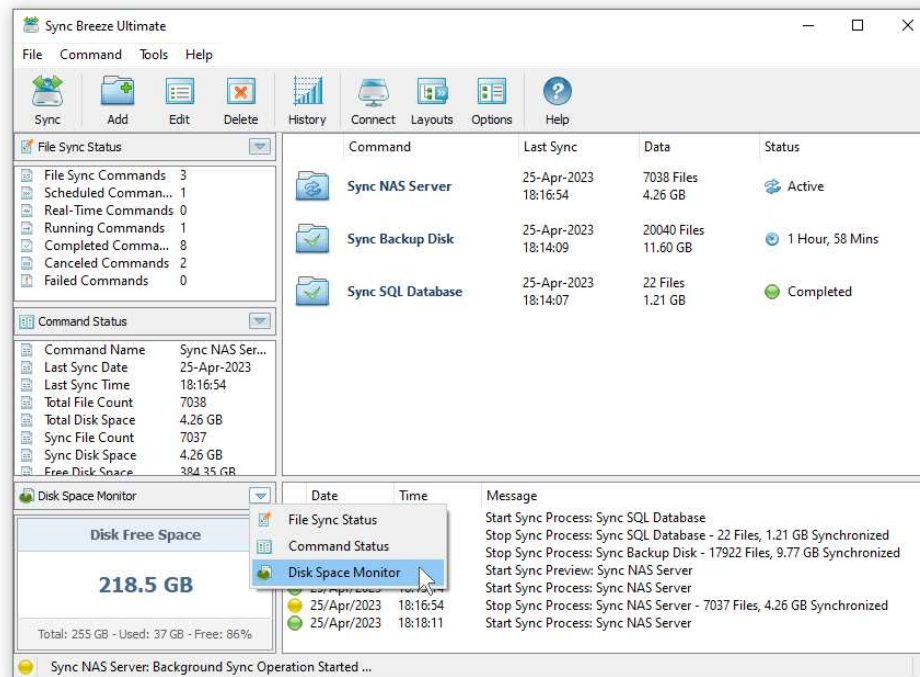 Sync Breeze Ultimate
File Command Tools Help
Sync Add Edit Delete History Connect Layouts Options Help
File Sync Status
File Sync Commands 3
Scheduled Comman... 1
Real-Time Commands 0
Running Commands 1
Completed Comma... 8
Canceled Commands 2
Failed Commands 0
Command Status
Command Name Sync NAS Ser...
Last Sync Date 25-Apr-2023
Last Sync Time 18:16:54
Total File Count 7038
Total Disk Space 4.26 GB
Sync File Count 7037
Sync Disk Space 4.26 GB
Free Disk Space 384.35 GB
Disk Space Monitor
Disk Free Space
218.5 GB
Total: 255 GB - Used: 37 GB - Free: 86%
Command Last Sync Data Status
Sync NAS Server 25-Apr-2023 7038 Files Active
18:16:54 4.26 GB
Sync Backup Disk 25-Apr-2023 20040 Files 1 Hour, 58 Mins
18:14:09 11.60 GB
Sync SQL Database 25-Apr-2023 22 Files Completed
18:14:07 1.21 GB
File Sync Status
Command Status
Disk Space Monitor
Date Time Message
Start Sync Process: Sync SQL Database
Stop Sync Process: Sync SQL Database - 22 Files, 1.21 GB Synchronized
Stop Sync Process: Sync Backup Disk - 17922 Files, 9.77 GB Synchronized
Start Sync Preview: Sync NAS Server
Start Sync Process: Sync NAS Server
25/Apr/2023 18:16:54 Stop Sync Process: Sync NAS Server - 7037 Files, 4.26 GB Synchronized
25/Apr/2023 18:18:11 Start Sync Process: Sync NAS Server
Sync NAS Server: Background Sync Operation Started ...